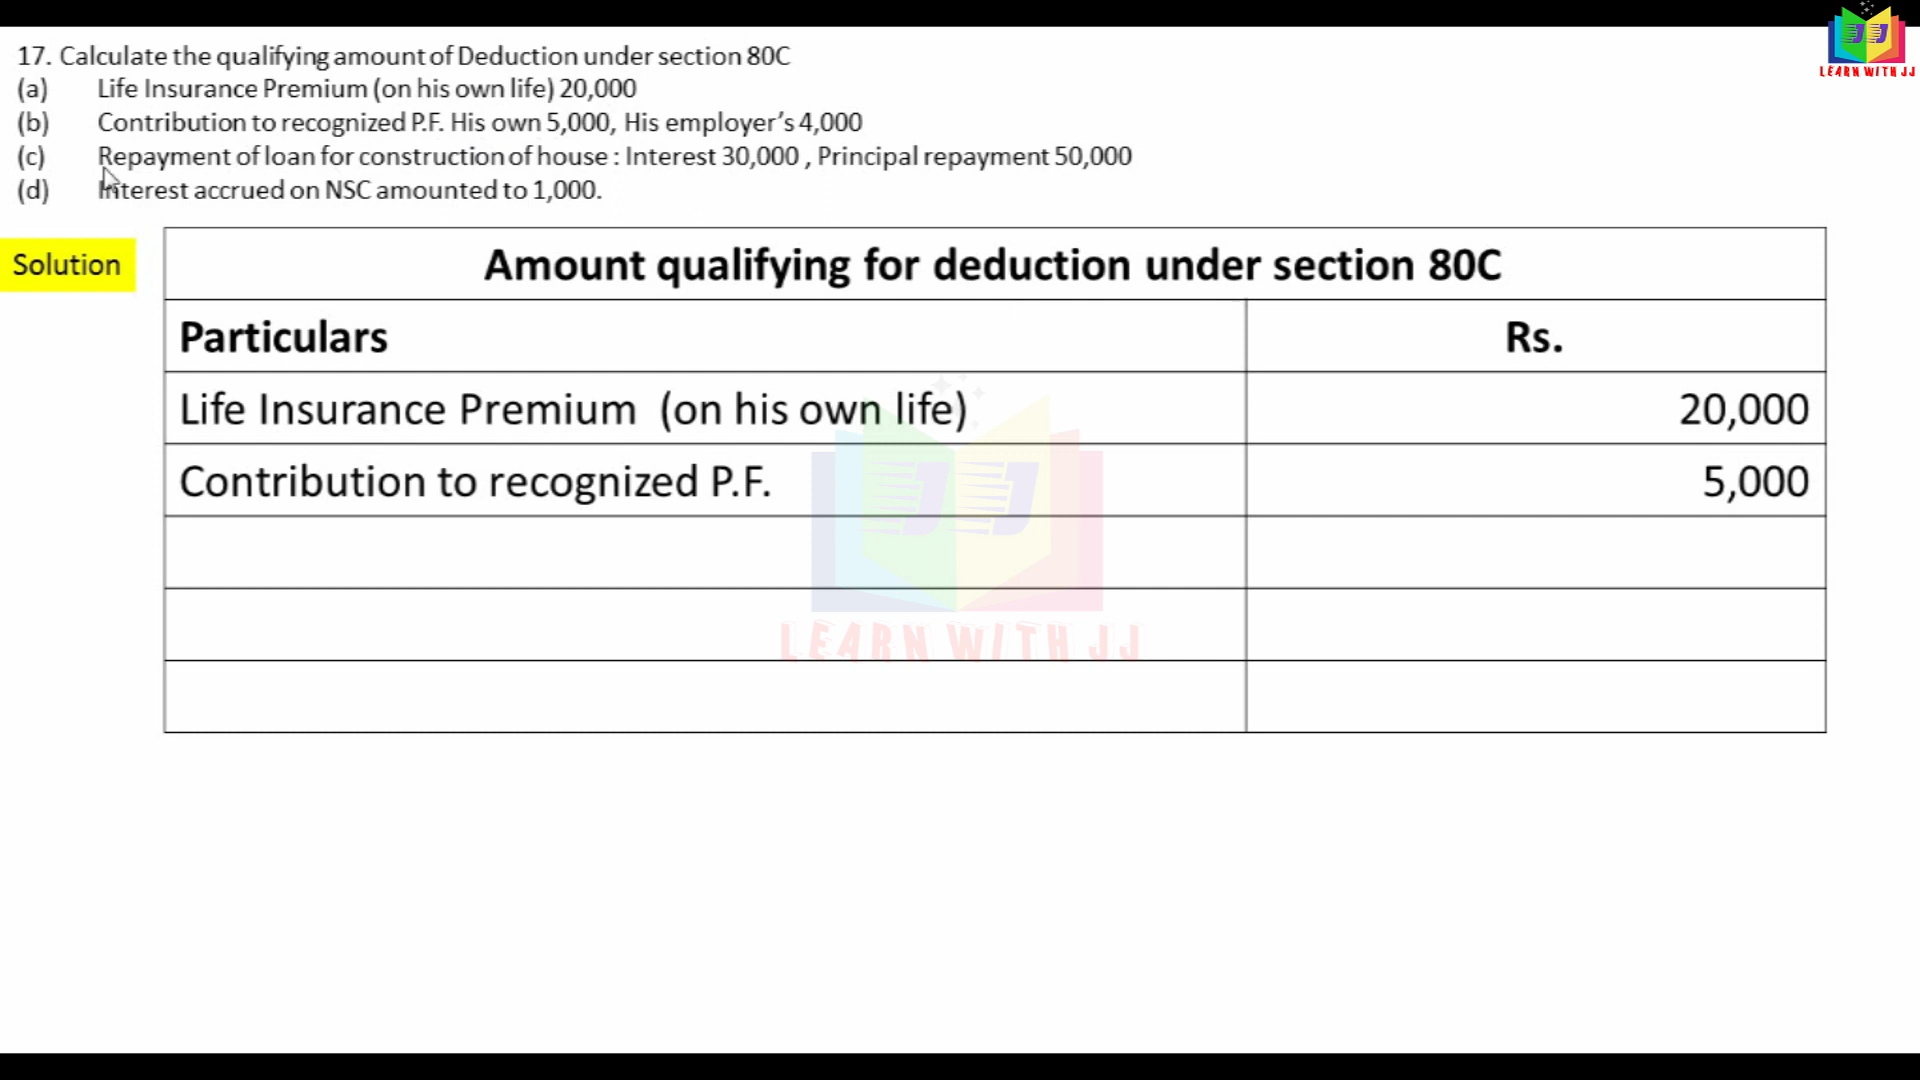 17. Calculate the qualifying amount of Deduction under section 80C
(a) Life Insurance Premium (on his own life) 20,000
(b) Contribution to recognized P.F. His own 5,000, His employer's 4,000
(c) Repayment of loan for construction of house : Interest 30,000 , Principal repayment 50,000
(d) Interest accrued on NSC amounted to 1,000.
LEARN WITH JJ
Solution
Amount qualifying for deduction under section 80C
Particulars Rs.
Life Insurance Premium (on his own life) 20,000
Contribution to recognized P.F. 5,000
JJ
LEARN WITH JJ